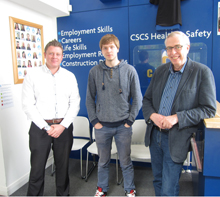 Employment Skills
Careers
Life Skills
Employment
Construction
CSCS Health & Safety